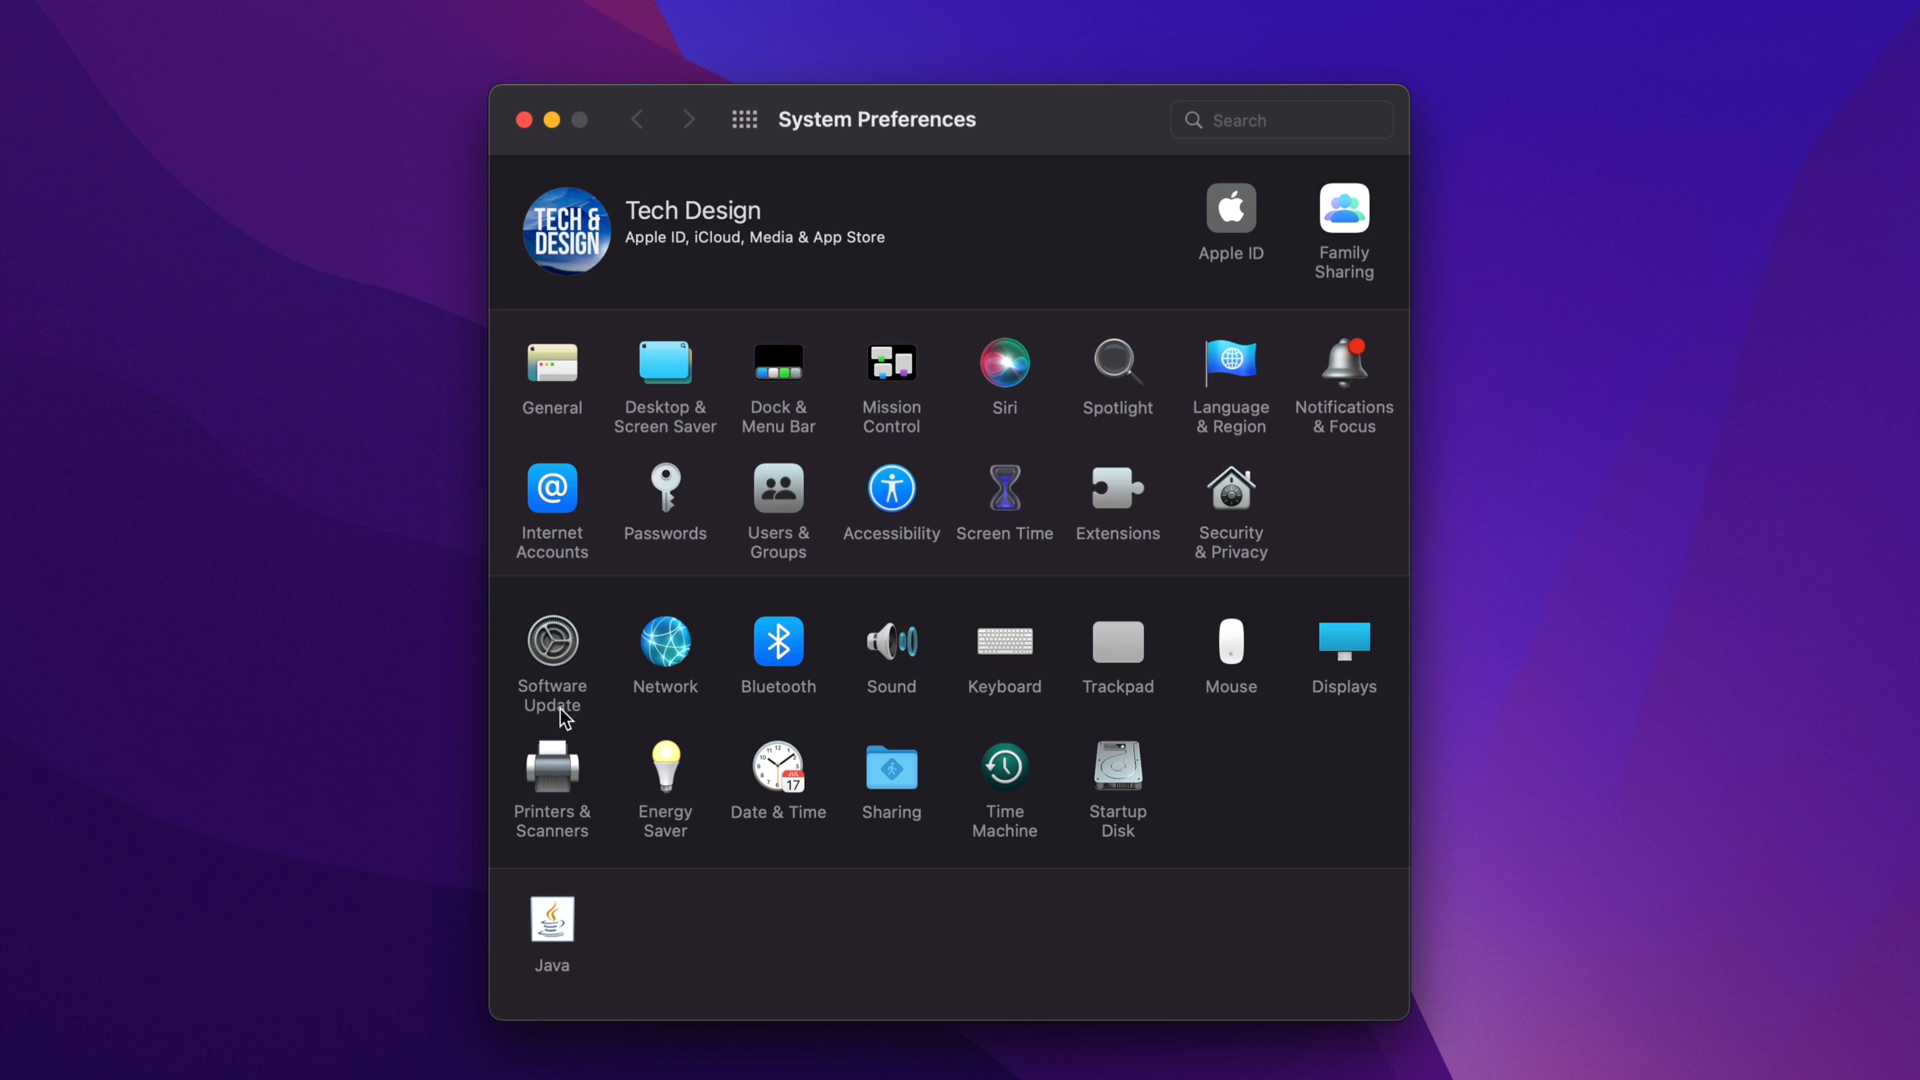 System Preferences
Search
TECH &
DESIGN
Tech Design
Apple ID, iCloud, Media & App Store
Apple ID
Family
Sharing
General
Desktop &
Screen Saver
Dock &
Menu Bar
Mission
Control
Siri
Spotlight
Language
& Region
Notifications
& Focus
@
Internet
Accounts
Passwords
Users &
Groups
Accessibility
Screen Time
Extensions
Security
& Privacy
Software
Update
Network
Bluetooth
Sound
Keyboard
Trackpad
Mouse
Displays
Printers &
Scanners
Energy
Saver
JUL
17
Date & Time
Sharing
Time
Machine
Startup
Disk
Java